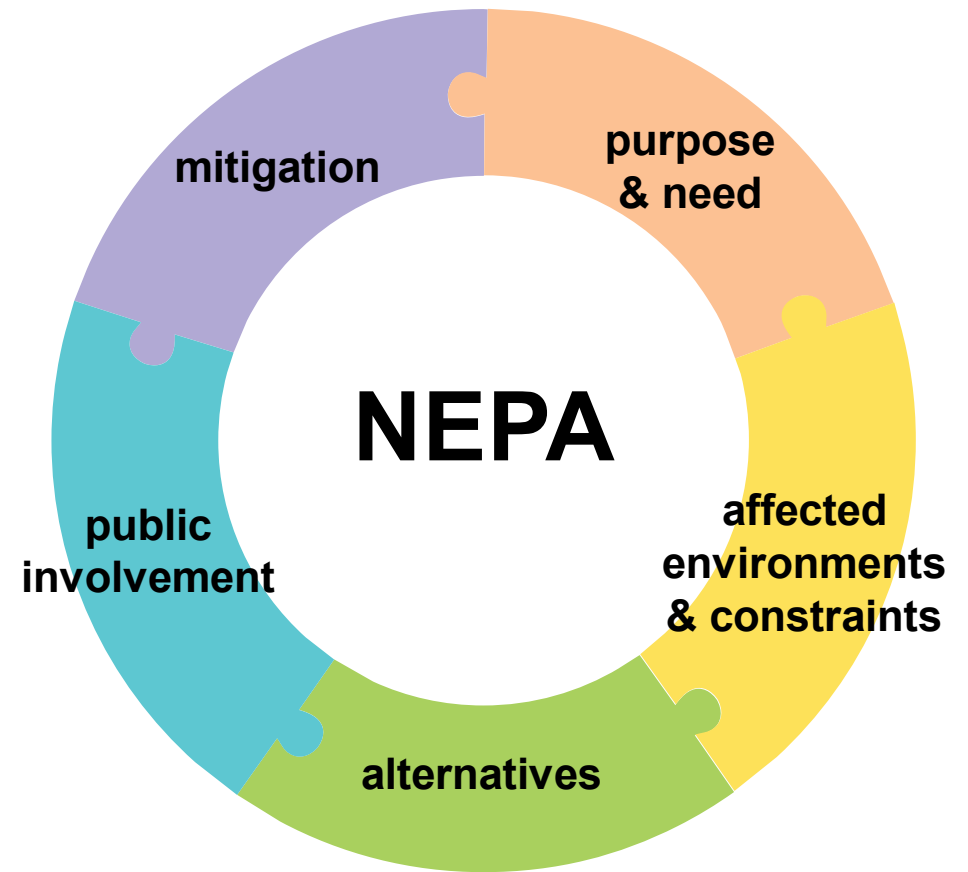 mitigation
purpose
& need
NEPA
affected
environments
& constraints
public
involvement
alternatives